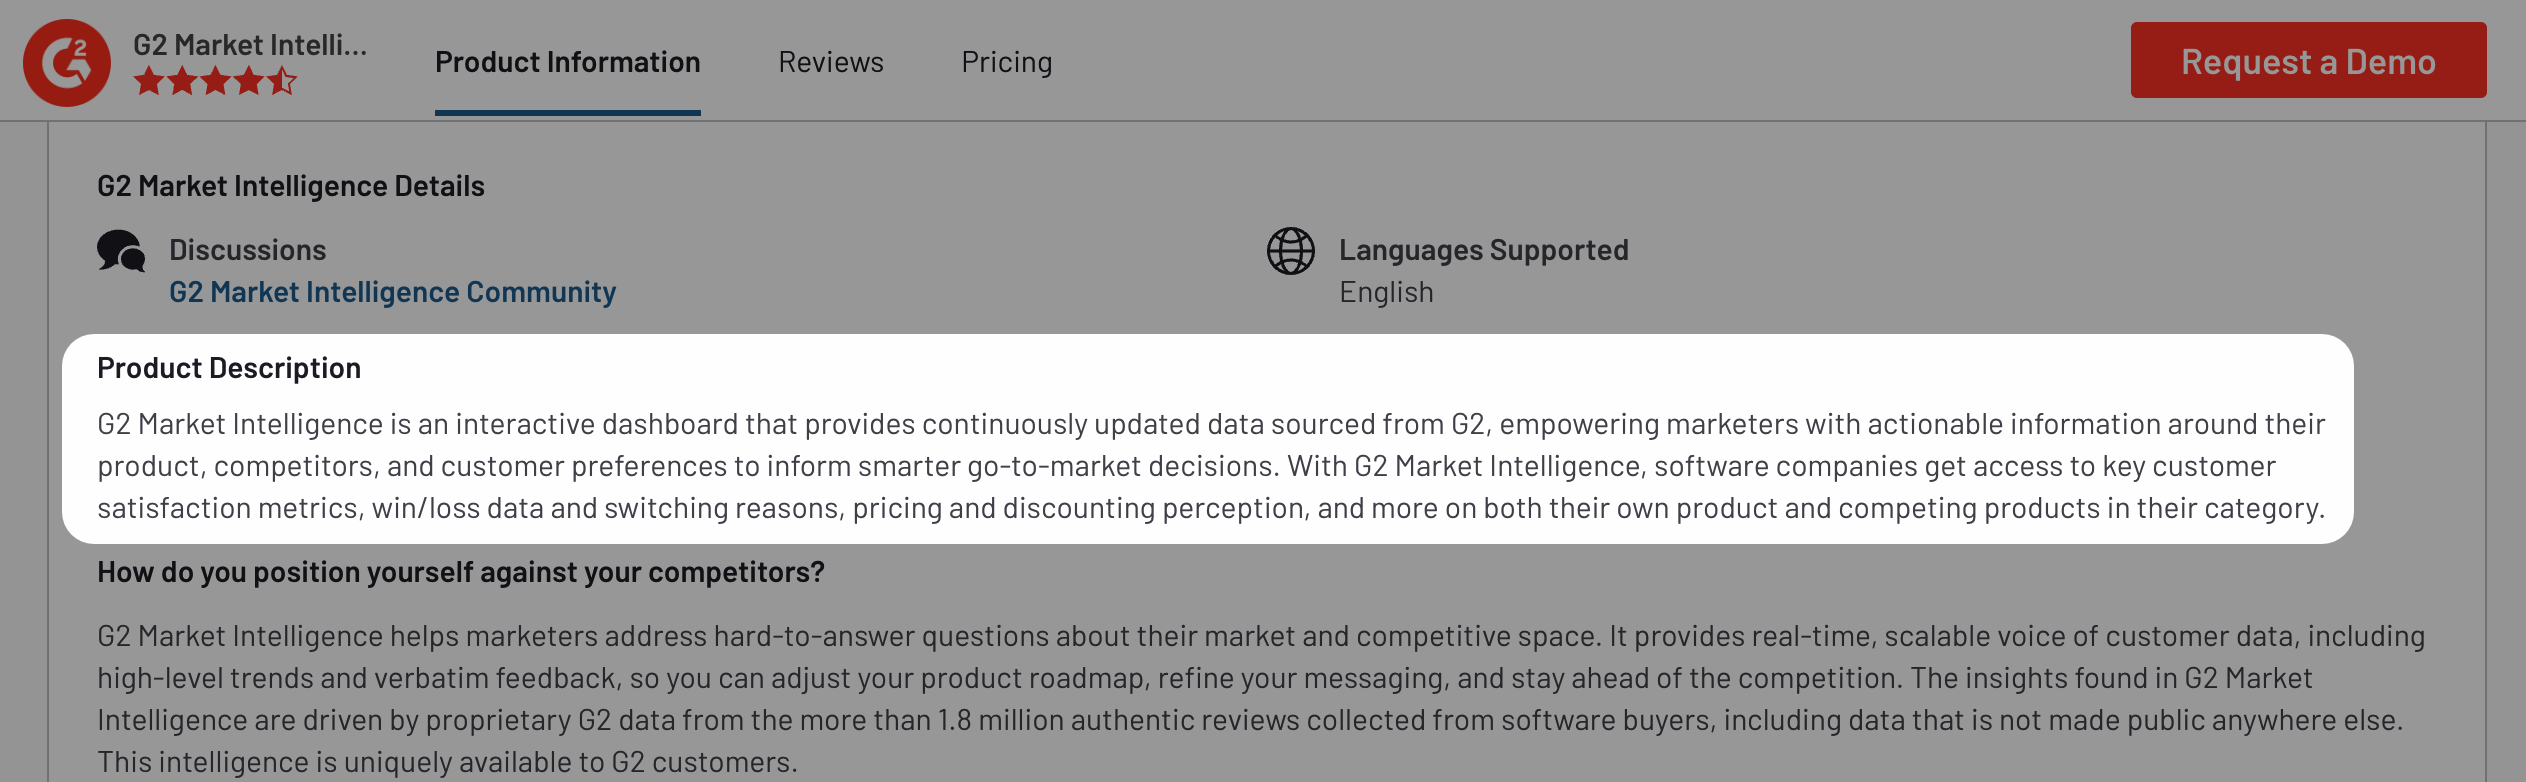 G2 Market Intelli...
Product Information
Reviews
Pricing
Request a Demo
G2 Market Intelligence Details
Discussions
G2 Market Intelligence Community
Languages Supported
English
Product Description
G2 Market Intelligence is an interactive dashboard that provides continuously updated data sourced from G2, empowering marketers with actionable information around their
product, competitors, and customer preferences to inform smarter go-to-market decisions. With G2 Market Intelligence, software companies get access to key customer
satisfaction metrics, win/loss data and switching reasons, pricing and discounting perception, and more on both their own product and competing products in their category.
How do you position yourself against your competitors?
G2 Market Intelligence helps marketers address hard-to-answer questions about their market and competitive space. It provides real-time, scalable voice of customer data, including
high-level trends and verbatim feedback, so you can adjust your product roadmap, refine your messaging, and stay ahead of the competition. The insights found in G2 Market
Intelligence are driven by proprietary G2 data from the more than 1.8 million authentic reviews collected from software buyers, including data that is not made public anywhere else.
This intelligence is uniquely available to G2 customers.